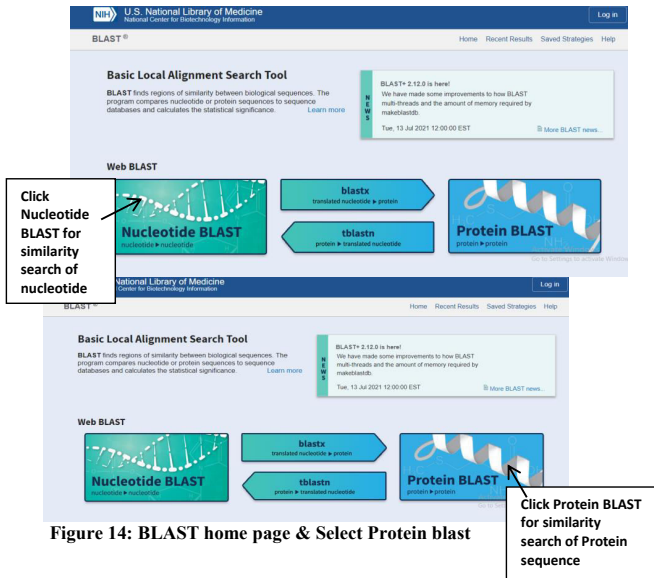 NIH U.S. National Library of Medicine
National Center for Biotechnology Information
Log in
BLAST ®
Home Recent Results Saved Strategies Help
Basic Local Alignment Search Tool
BLAST finds regions of similarity between biological sequences. The
program compares nucleotide or protein sequences to sequence
databases and calculates the statistical significance. Learn more
NEWS
BLAST+ 2.12.0 is here!
We have made some improvements to how BLAST
multi-threads and the amount of memory required by
makeblastdb.
Tue, 13 Jul 2021 12:00:00 EST
More BLAST news...
Web BLAST
Nucleotide BLAST
nucleotide ▶ nucleotide
blastx
translated nucleotide ▶ protein
tblastn
protein ▶ translated nucleotide
Protein BLAST
protein ▶ protein
Go to Settings to activate Window
Click
Nucleotide
BLAST for
similarity
search of
nucleotide
National Library of Medicine
Center for Biotechnology Information
Log in
BLAST ®
Home Recent Results Saved Strategies Help
Basic Local Alignment Search Tool
BLAST finds regions of similarity between biological sequences. The
program compares nucleotide or protein sequences to sequence
databases and calculates the statistical significance. Learn more
NEWS
BLAST+ 2.12.0 is here!
We have made some improvements to how BLAST
multi-threads and the amount of memory required by
makeblastdb.
Tue, 13 Jul 2021 12:00:00 EST
More BLAST news...
Web BLAST
Nucleotide BLAST
nucleotide ▶ nucleotide
blastx
translated nucleotide ▶ protein
tblastn
protein ▶ translated nucleotide
Protein BLAST
protein ▶ protein
Go to
Click Protein BLAST
for similarity
search of Protein
sequence
Figure 14: BLAST home page & Select Protein blast